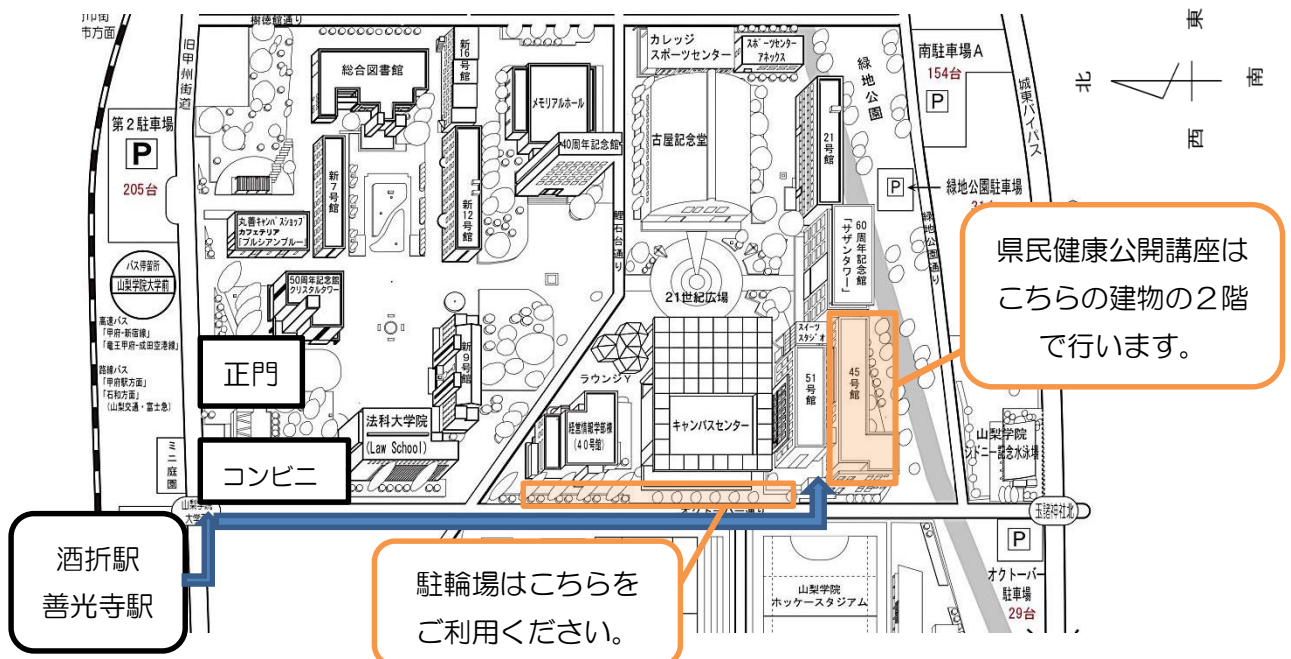 市方面
樹徳館通り
旧甲州街道
第2駐車場
P
205台
バス停留所
山梨学院大学前
高速バス
「甲府-新宿線」
「竜王甲府-成田空港線」
路線バス
「甲府駅方面」
「石和方面」
(山梨交通・富士急)
ミニ庭園
総合図書館
新16号館
メモリアルホール
40周年記念館
新7号館
新12号館
丸善キャンパスショップ
カフェテリア
「プルシアンブルー」
50周年記念館
クリスタルタワー
新9号館
正門
コンビニ
法科大学院
(Law School)
酒折駅
善光寺駅
カレッジ
スポーツセンター
スポーツセンター
アネックス
緑地公園
古屋記念堂
21号館
鯉石台通り
21世紀広場
60周年記念館
「サザンタワー」
スイーツ
スタジオ
51号館
45号館
ラウンジY
経営情報学部棟
(40号館)
キャンパスセンター
オクトーバー通り
駐輪場はこちらを
ご利用ください。
山梨学院
ホッケースタジアム
南駐車場A
154台
P
城東バイパス
P
緑地公園駐車場
緑地公園通り
県民健康公開講座は
こちらの建物の2階
で行います。
山梨学院
シドニー記念水泳場
玉諸神社北
P
オクトーバー
駐車場
29台
東
北
南
西